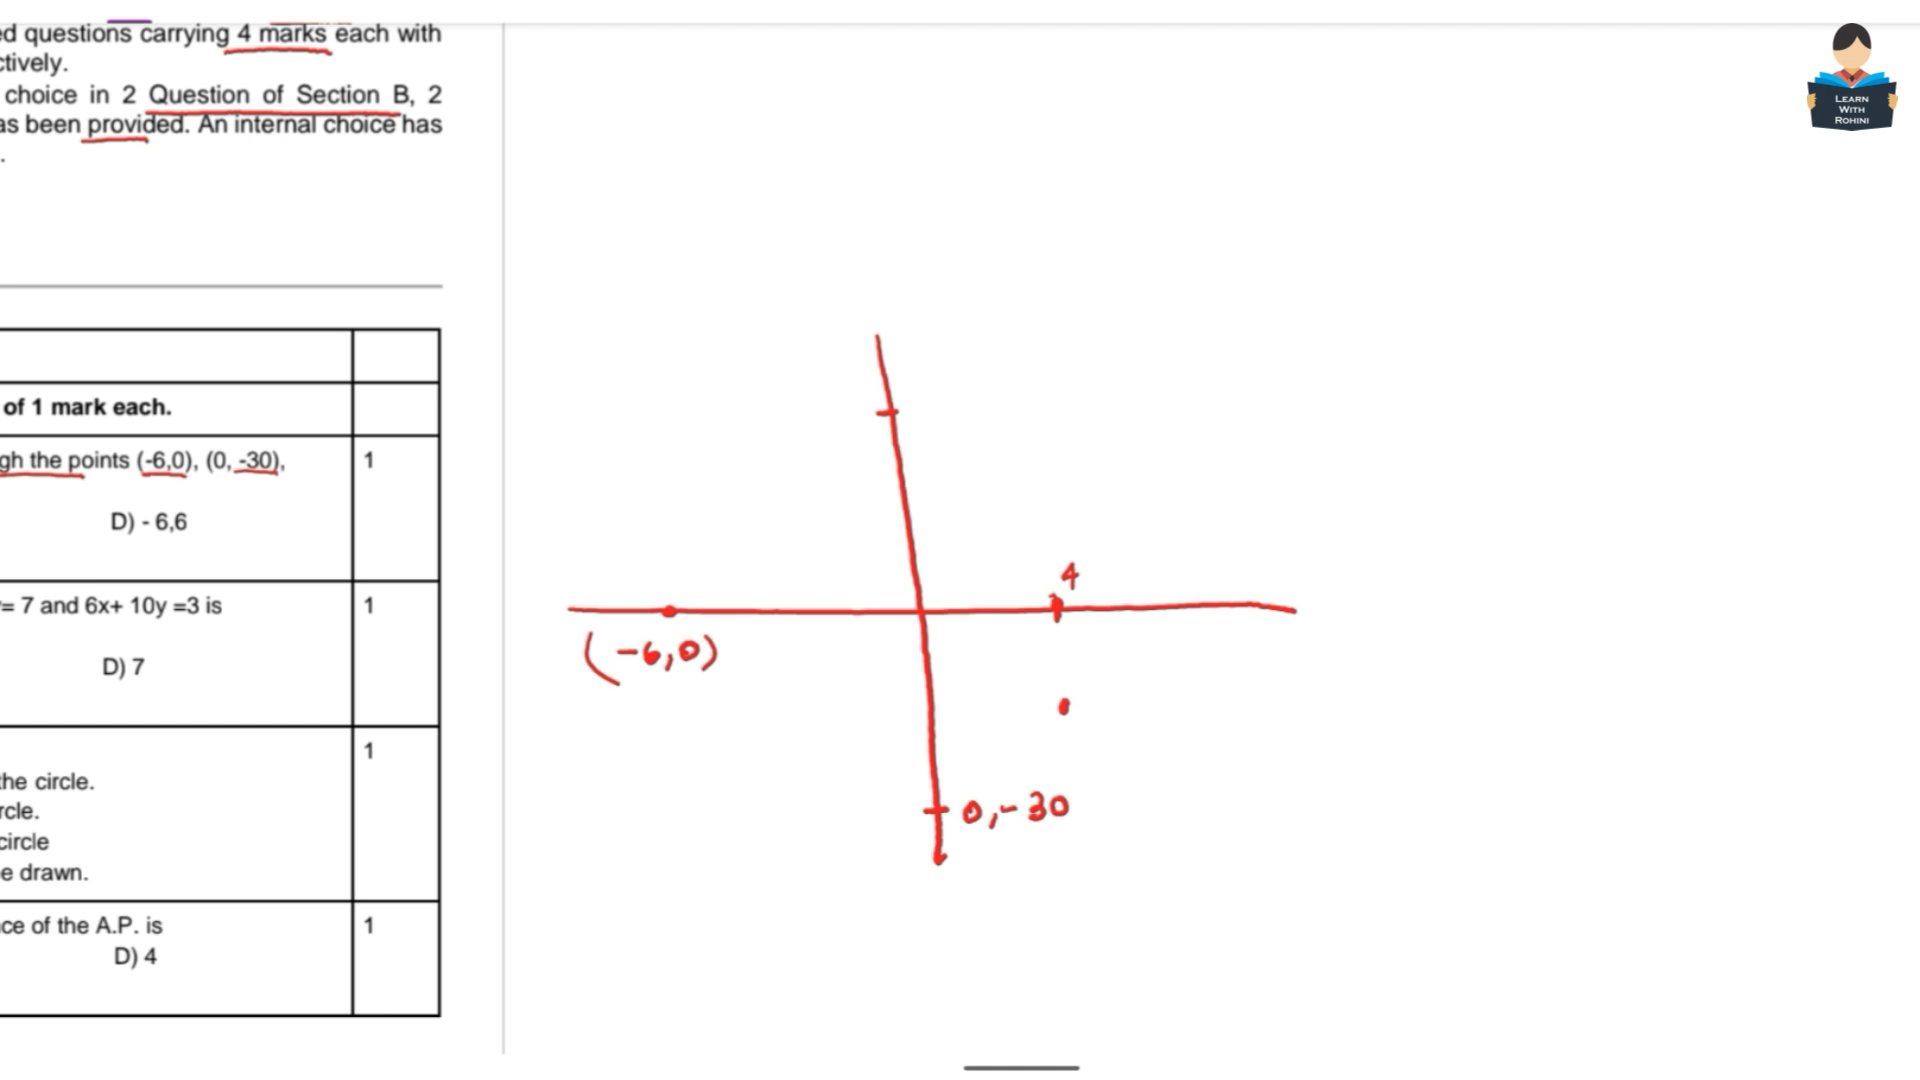 ed questions carrying 4 marks each with
ctively.
choice in 2 Question of Section B, 2
as been provided. An internal choice has
.
of 1 mark each.
gh the points (-6,0), (0, -30),
1
D) - 6,6
= 7 and 6x+ 10y =3 is
1
D) 7
1
the circle.
rcle.
circle
e drawn.
ce of the A.P. is
1
D) 4
4
(-6,0)
0,-30
LEARN
WITH
ROHINI